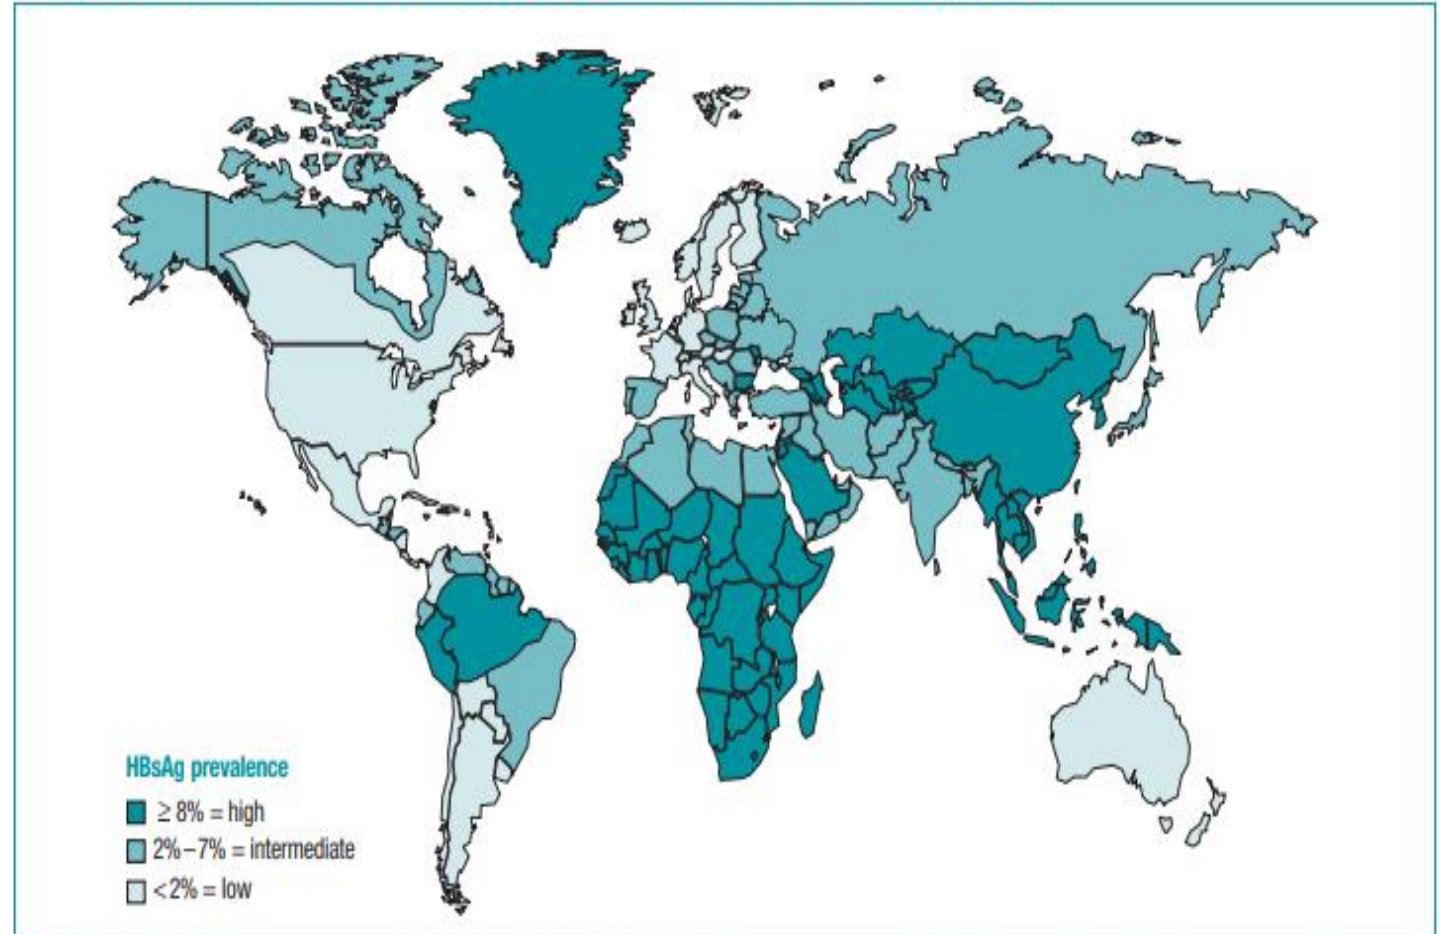 HBsAg prevalence
≥ 8% = high
2%–7% = intermediate
<2% = low